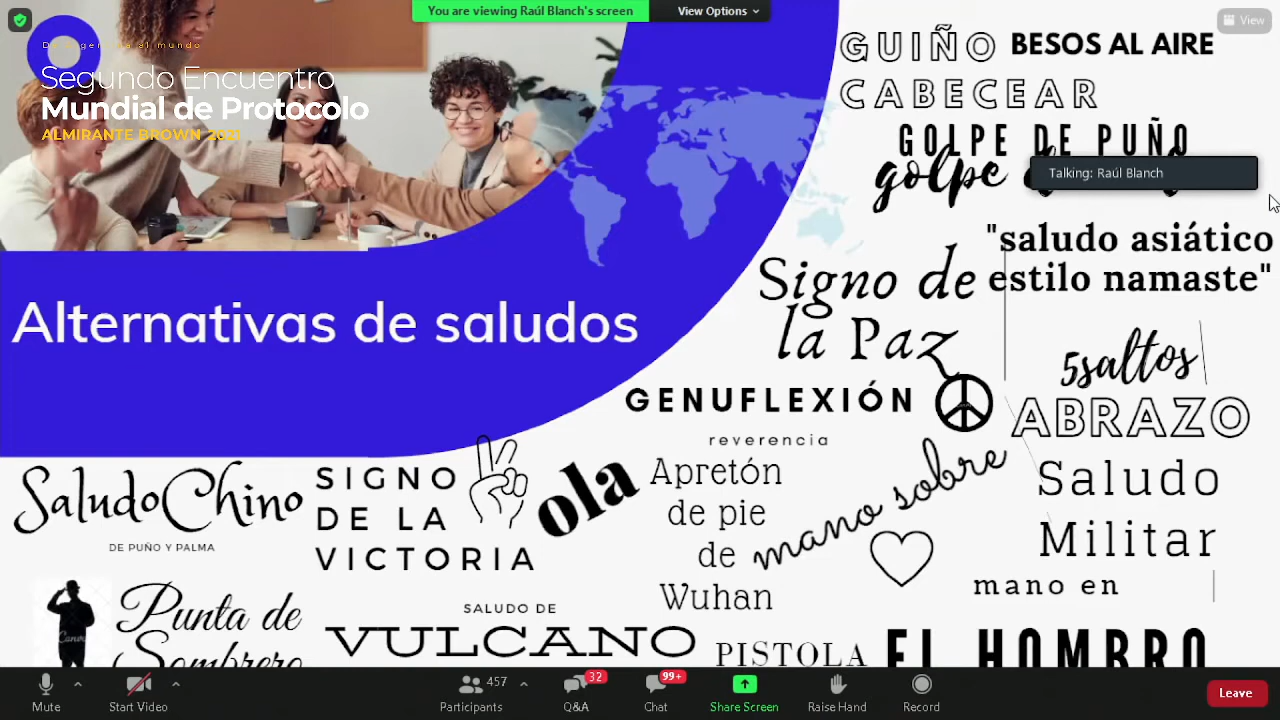 You are viewing Raúl Blanch's screen
View Options
View
al mundo
Segundo Encuentro
Mundial de Protocolo
ALMIRANTE BROWN 2021
Alternativas de saludos
GUIÑO
BESOS AL AIRE
CABECEAR
GOLPE DE PUÑO
golpe
Talking: Raúl Blanch
"saludo asiático
estilo namaste"
Signo de
la Paz
5saltos
GENUFLEXIÓN
ABRAZO
reverencia
SaludoChino
DE PUÑO Y PALMA
SIGNO
DE LA
VICTORIA
ola
Apretón
de pie
de
Wuhan
mano sobre
Saludo
Militar
mano en
EL HOMBRO
Punta de
Sombrero
SALUDO DE
VULCANO
PISTOLA
Mute
Start Video
457
Participants
32
Q&A
99+
Chat
Share Screen
Raise Hand
Record
Leave